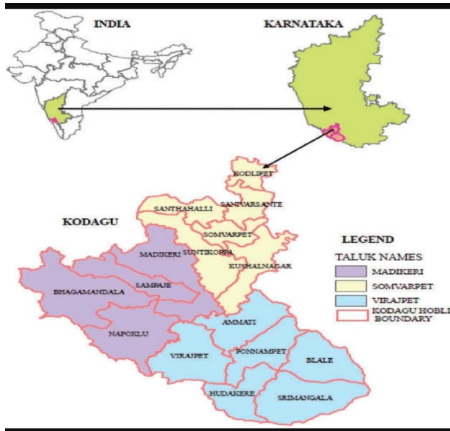 INDIA
KARNATAKA
KODAGU
KODLIPET
SANIVARSANTE
SANTHAHALLI
SOMVARPET
SUNTIKOPPA
KUSHALNAGAR
MADIKERI
SAMPAJE
BHAGAMANDALA
NAPOKLU
AMMATI
VIRAJPET
PONNAMPET
BLALE
HUDAKERE
SRIMANGALA
LEGEND
TALUK NAMES
MADIKERI
SOMVARPET
VIRAJPET
KODAGU HOBLI
BOUNDARY